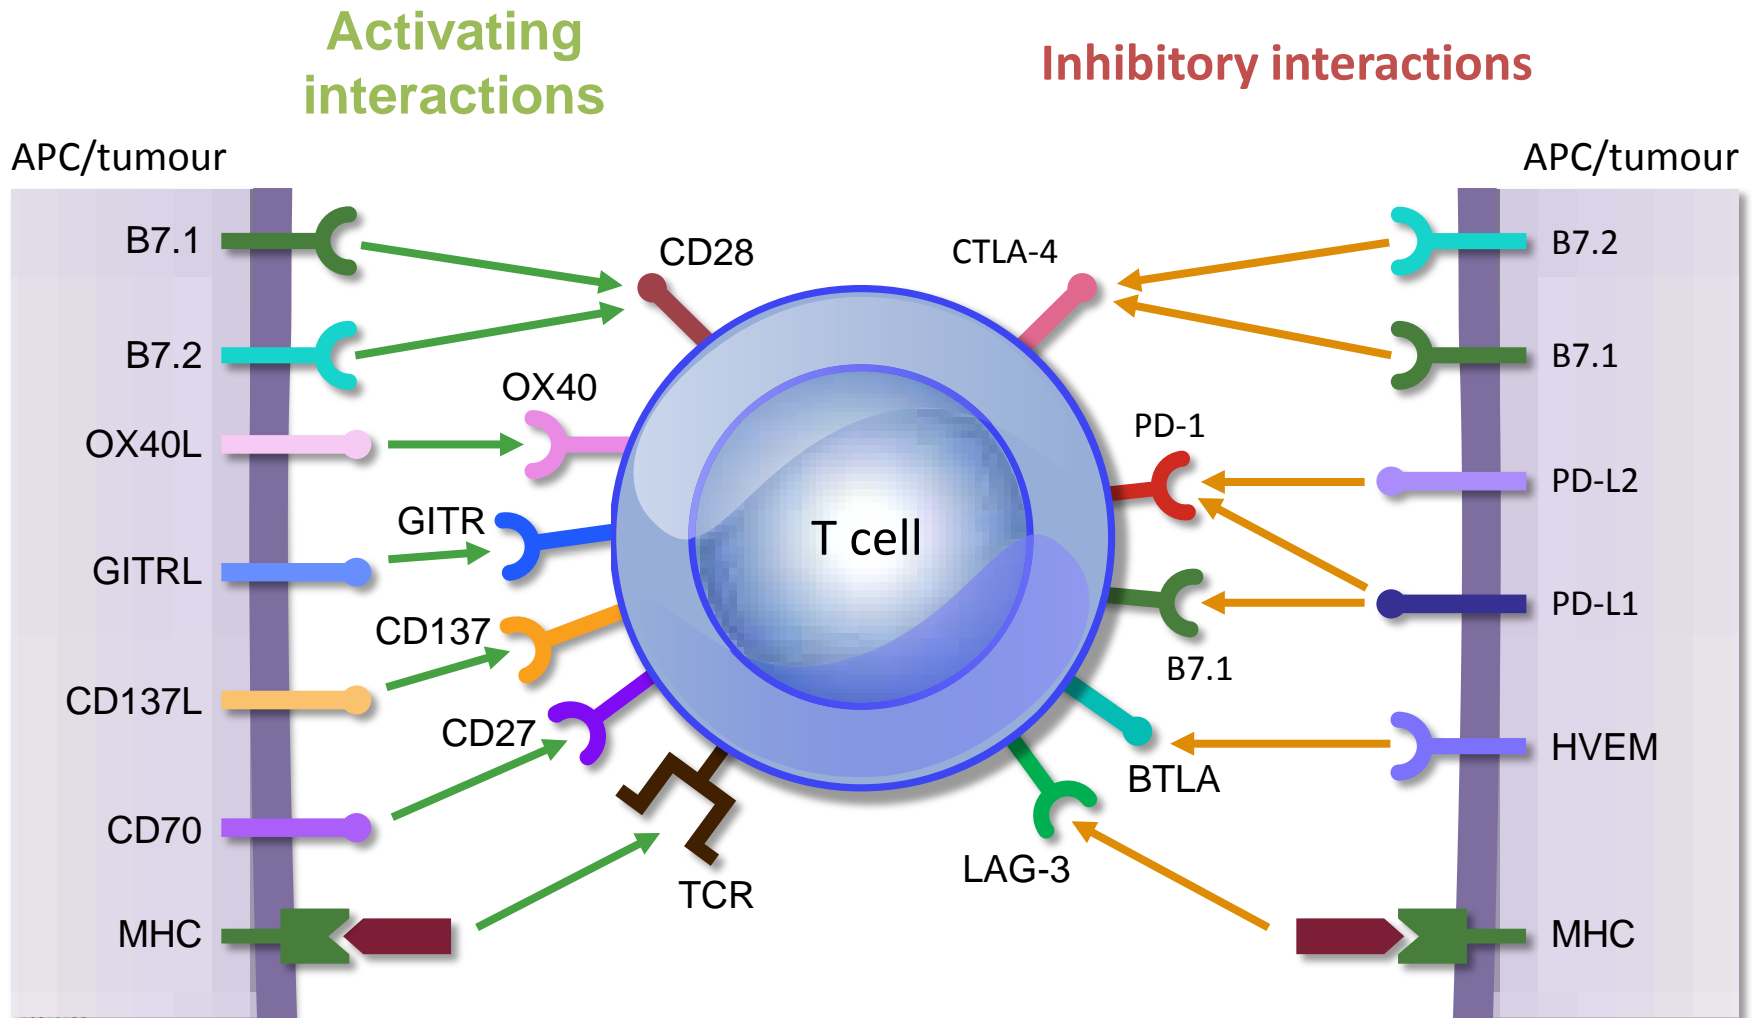 Activating
interactions
Inhibitory interactions
APC/tumour
APC/tumour
B7.1
B7.2
OX40L
GITRL
CD137L
CD70
MHC
CD28
OX40
GITR
CD137
CD27
TCR
T cell
CTLA-4
PD-1
B7.1
BTLA
LAG-3
B7.2
B7.1
PD-L2
PD-L1
HVEM
MHC